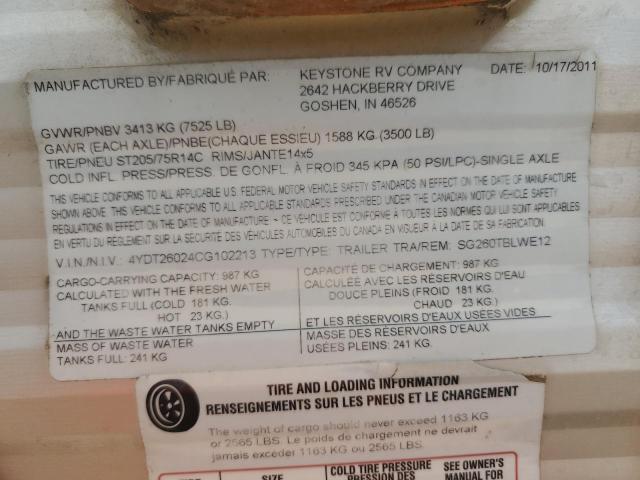 MANUFACTURED BY/FABRIQUÉ PAR: KEYSTONE RV COMPANY DATE: 10/17/2011
2642 HACKBERRY DRIVE
GOSHEN, IN 46526
GVWR/PNBV 3413 KG (7525 LB)
GAWR (EACH AXLE)/PNBE(CHAQUE ESSIEU) 1588 KG (3500 LB)
TIRE/PNEU ST205/75R14C RIMS/JANTE14x5
COLD INFL. PRESS/PRESS. DE GONFL. À FROID 345 KPA (50 PSI/LPC)-SINGLE AXLE
THIS VEHICLE CONFORMS TO ALL APPLICABLE U.S. FEDERAL MOTOR VEHICLE SAFETY STANDARDS IN EFFECT ON THE DATE OF MANUFACTURE
SHOWN ABOVE. THIS VEHICLE CONFORMS TO ALL APPLICABLE STANDARDS PRESCRIBED UNDER THE CANADIAN MOTOR VEHICLE SAFETY
REGULATIONS IN EFFECT ON THE DATE OF MANUFACTURE ~ CE VÉHICULE EST CONFORME À TOUTES LES NORMES QUI LUI SONT APPLICABLES
EN VERTU DU RÈGLEMENT SUR LA SÉCURITÉ DES VÉHICULES AUTOMOBILES DU CANADA EN VIGUEUR À LA DATE DE SA FABRICATION.
V.I.N./N.I.V.: 4YDT26024CG102213 TYPE/TYPE: TRAILER TRA/REM: SG260TBLWE12
CARGO-CARRYING CAPACITY: 987 KG
CALCULATED WITH THE FRESH WATER
TANKS FULL (COLD 181 KG.
HOT 23 KG.)
AND THE WASTE WATER TANKS EMPTY
MASS OF WASTE WATER
TANKS FULL: 241 KG
CAPACITÉ DE CHARGEMENT: 987 KG
CALCULÉE AVEC LES RÉSERVOIRS D'EAU
DOUCE PLEINS (FROID 181 KG.
CHAUD 23 KG.)
ET LES RÉSERVOIRS D'EAUX USÉES VIDES
MASSE DES RÉSERVOIRS D'EAUX
USÉES PLEINS: 241 KG.
TIRE AND LOADING INFORMATION
RENSEIGNEMENTS SUR LES PNEUS ET LE CHARGEMENT
The weight of cargo should never exceed 1163 KG
or 2565 LBS. Le poids de chargement ne devrait
jamais excéder 1163 KG ou 2565 LBS.
TIRE SIZE COLD TIRE PRESSURE SEE OWNER'S
PRESSION DES MANUAL FOR